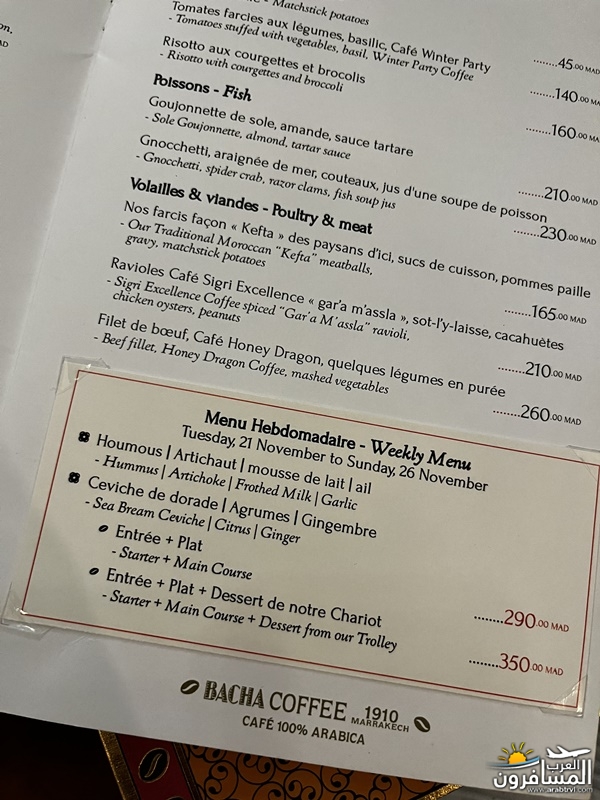 - Matchstick potatoes
Tomates farcies aux légumes, basilic, Café Winter Party
- Tomatoes stuffed with vegetables, basil, Winter Party Coffee
........45.00 MAD
Risotto aux courgettes et brocolis
- Risotto with courgettes and broccoli
........140.00 MAD
Poissons - Fish
........160.00 MAD
Goujonnette de sole, amande, sauce tartare
- Sole Goujonnette, almond, tartar sauce
........210.00 MAD
Gnocchetti, araignée de mer, couteaux, jus d'une soupe de poisson
- Gnocchetti, spider crab, razor clams, fish soup jus
........230.00 MAD
Volailles & viandes - Poultry & meat
Nos farcis façon « Kefta » des paysans d'ici, sucs de cuisson, pommes paille
- Our Traditional Moroccan "Kefta" meatballs,
gravy, matchstick potatoes
........165.00 MAD
Ravioles Café Sigri Excellence « gar'a m'assla », sot-l'y-laisse, cacahuètes
- Sigri Excellence Coffee spiced "Gar'a M'assla" ravioli,
chicken oysters, peanuts
........210.00 MAD
Filet de bœuf, Café Honey Dragon, quelques légumes en purée
- Beef fillet, Honey Dragon Coffee, mashed vegetables
........260.00 MAD
Menu Hebdomadaire - Weekly Menu
Tuesday, 21 November to Sunday, 26 November
Houmous | Artichaut | mousse de lait | ail
- Hummus | Artichoke | Frothed Milk | Garlic
Ceviche de dorade | Agrumes | Gingembre
- Sea Bream Ceviche | Citrus | Ginger
Entrée + Plat
- Starter + Main Course
........290.00 MAD
Entrée + Plat + Dessert de notre Chariot
- Starter + Main Course + Dessert from our Trolley
........350.00 MAD
BACHA COFFEE 1910
MARRAKECH
CAFÉ 100% ARABICA
العرب
المسافرون
www.arabtrvl.com